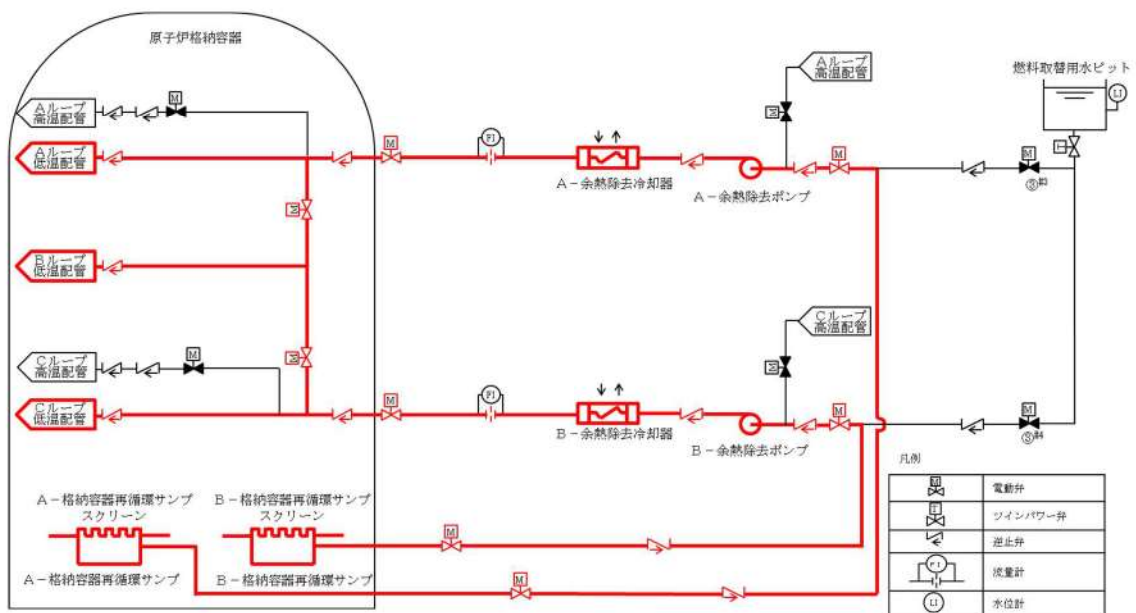 原子炉格納容器
Aループ
高温配管
M
Aループ
低温配管
M
FI
A-余熱除去冷却器
A-余熱除去ポンプ
M
Aループ
高温配管
M
燃料取替用水ピット
LI
T
M
M
Bループ
低温配管
M
Cループ
高温配管
M
Cループ
低温配管
M
FI
B-余熱除去冷却器
B-余熱除去ポンプ
M
Cループ
高温配管
M
M
A-格納容器再循環サンプ
スクリーン
B-格納容器再循環サンプ
スクリーン
A-格納容器再循環サンプ
B-格納容器再循環サンプ
M
M
凡例
M
電動弁
T
ツインパワー弁
逆止弁
FI
流量計
LI
水位計